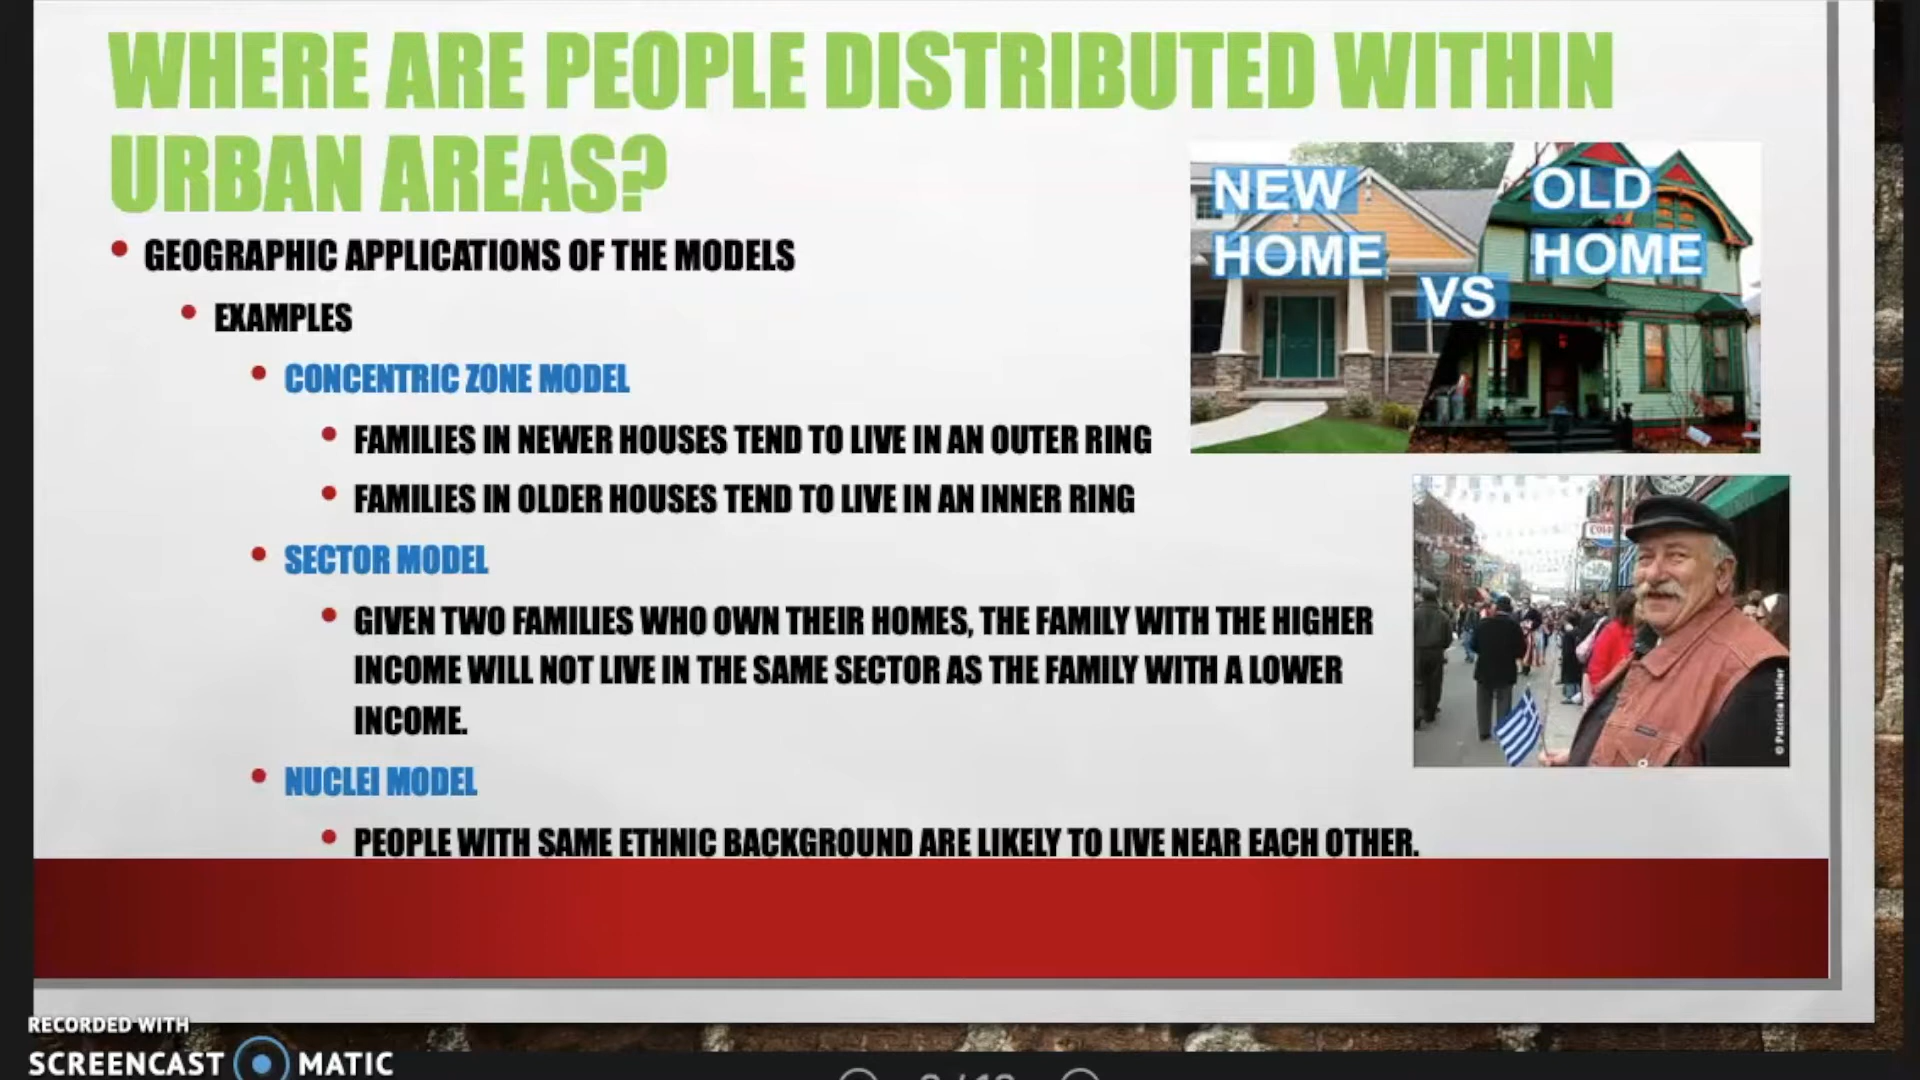 WHERE ARE PEOPLE DISTRIBUTED WITHIN
URBAN AREAS?
NEW
HOME
VS
OLD
HOME
GEOGRAPHIC APPLICATIONS OF THE MODELS
EXAMPLES
CONCENTRIC ZONE MODEL
FAMILIES IN NEWER HOUSES TEND TO LIVE IN AN OUTER RING
FAMILIES IN OLDER HOUSES TEND TO LIVE IN AN INNER RING
SECTOR MODEL
GIVEN TWO FAMILIES WHO OWN THEIR HOMES, THE FAMILY WITH THE HIGHER
INCOME WILL NOT LIVE IN THE SAME SECTOR AS THE FAMILY WITH A LOWER
INCOME.
© Patricia Haller
NUCLEI MODEL
PEOPLE WITH SAME ETHNIC BACKGROUND ARE LIKELY TO LIVE NEAR EACH OTHER.
RECORDED WITH
SCREENCAST MATIC